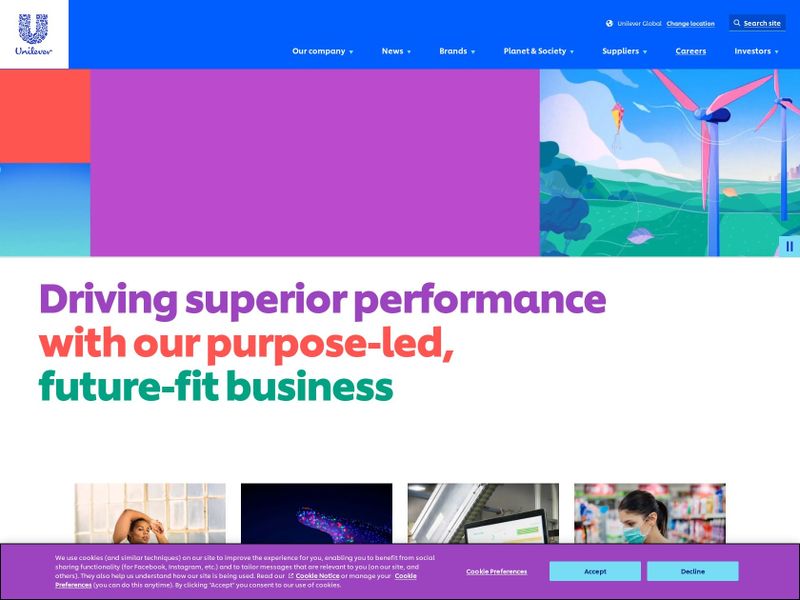 Unilever Global Change location
Search site
Unilever
Our company
News
Brands
Planet & Society
Suppliers
Careers
Investors
Driving superior performance
with our purpose-led,
future-fit business
We use cookies (and similar techniques) on our site to improve the experience for you, enabling you to benefit from social
sharing functionality (for Facebook, Instagram, etc.) and to tailor messages that are relevant to you [on our site, and
others). They also help us understand how our site is being used. Read our Cookie Notice or manage your Cookie
Preferences (you can do this anytime). By clicking "Accept" you consent to our use of cookies.
Cookie Preferences
Accept
Decline